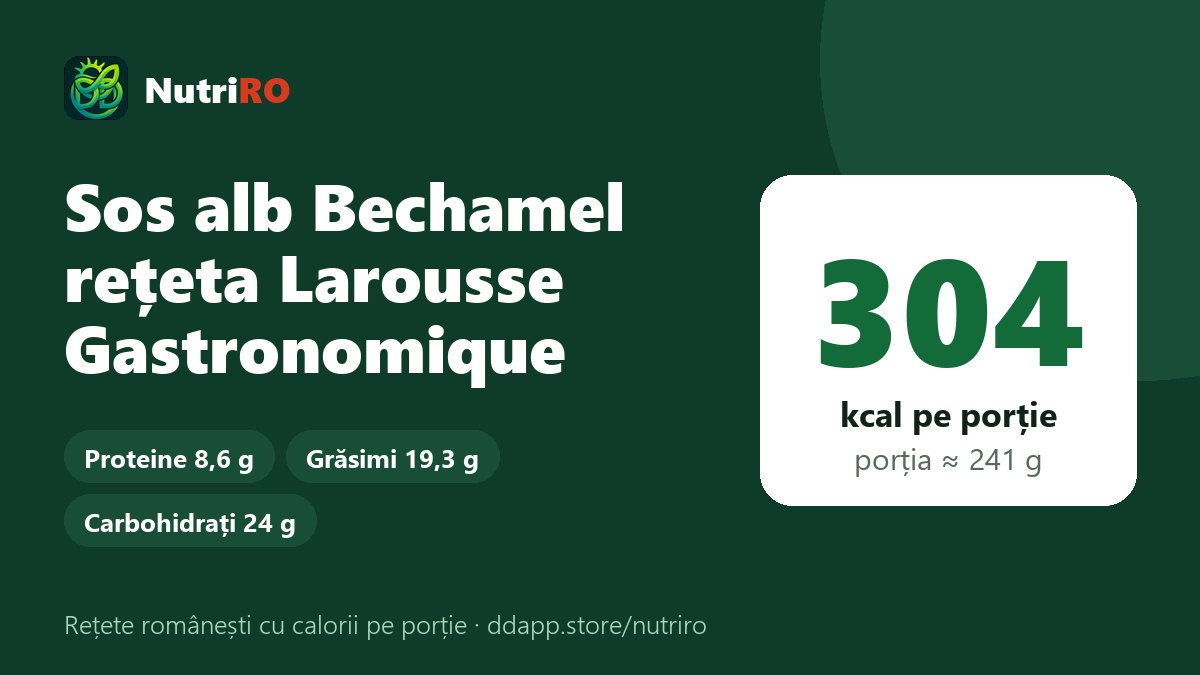 NutriRO
Sos alb Bechamel
rețeta Larousse
Gastronomique
Proteine 8,6 g
Grăsimi 19,3 g
Carbohidrați 24 g
304
kcal pe porție
porția ≈ 241 g
Rețete românești cu calorii pe porție · ddapp.store/nutriro